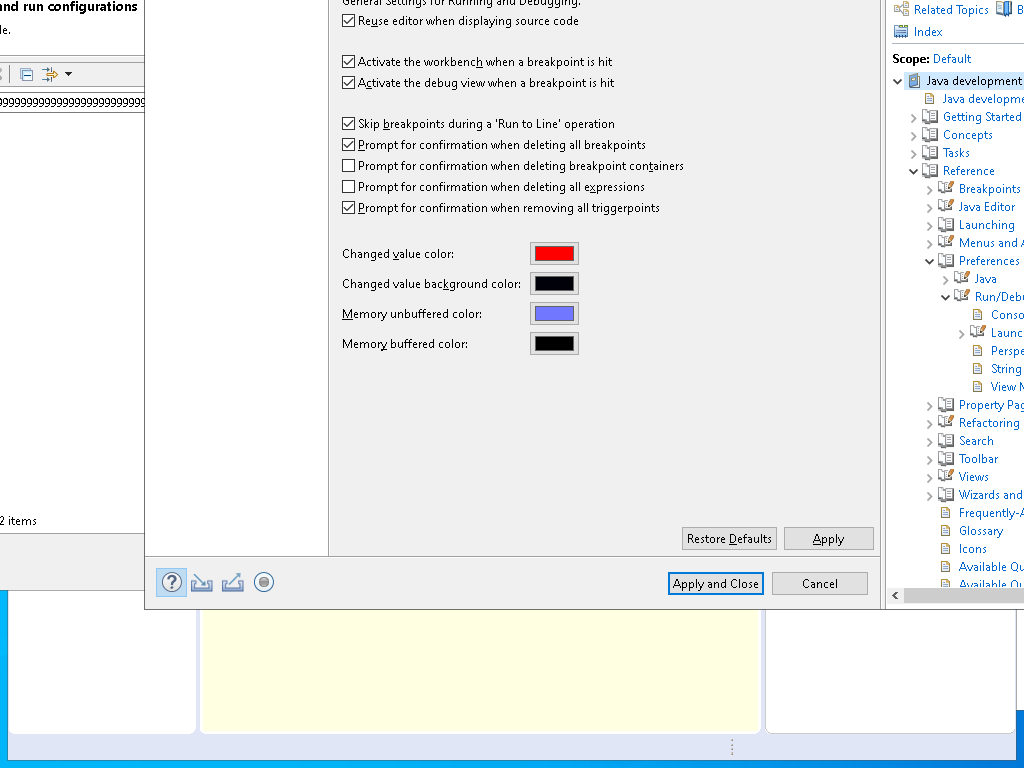 and run configurations
le.
999999999999999999999999
2 items
General Settings for Running and Debugging.
Reuse editor when displaying source code
Activate the workbench when a breakpoint is hit
Activate the debug view when a breakpoint is hit
Skip breakpoints during a 'Run to Line' operation
Prompt for confirmation when deleting all breakpoints
Prompt for confirmation when deleting breakpoint containers
Prompt for confirmation when deleting all expressions
Prompt for confirmation when removing all triggerpoints
Changed value color:
Changed value background color:
Memory unbuffered color:
Memory buffered color:
Restore Defaults Apply
Apply and Close Cancel
Related Topics B
Index
Scope: Default
Java development
Java developme
Getting Started
Concepts
Tasks
Reference
Breakpoints
Java Editor
Launching
Menus and A
Preferences
Java
Run/Debu
Conso
Launc
Perspe
String
View M
Property Pag
Refactoring
Search
Toolbar
Views
Wizards and
Frequently-A
Glossary
Icons
Available Qu
Available Qu